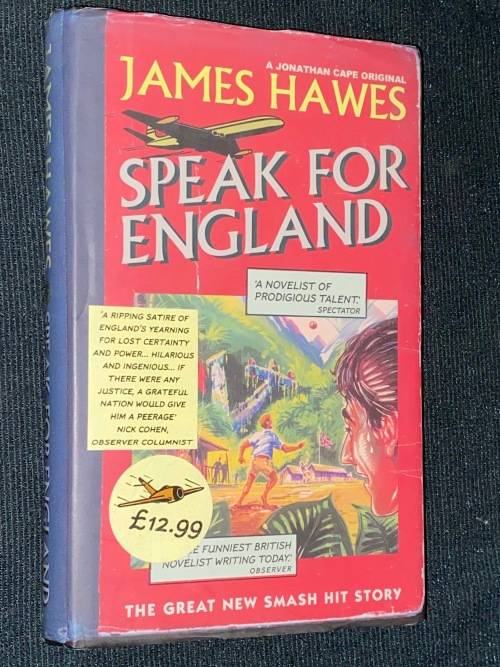 A JONATHAN CAPE ORIGINAL
JAMES HAWES
SPEAK FOR
ENGLAND
'A NOVELIST OF
PRODIGIOUS TALENT.'
SPECTATOR
'A RIPPING SATIRE OF
ENGLAND'S YEARNING
FOR LOST CERTAINTY
AND POWER... HILARIOUS
AND INGENIOUS... IF
THERE WERE ANY
JUSTICE, A GRATEFUL
NATION WOULD GIVE
HIM A PEERAGE'
NICK COHEN,
OBSERVER COLUMNIST
£12.99
FUNNIEST BRITISH
NOVELIST WRITING TODAY.'
OBSERVER
THE GREAT NEW SMASH HIT STORY
JAMES HAWES
SPEAK FOR ENGLAND